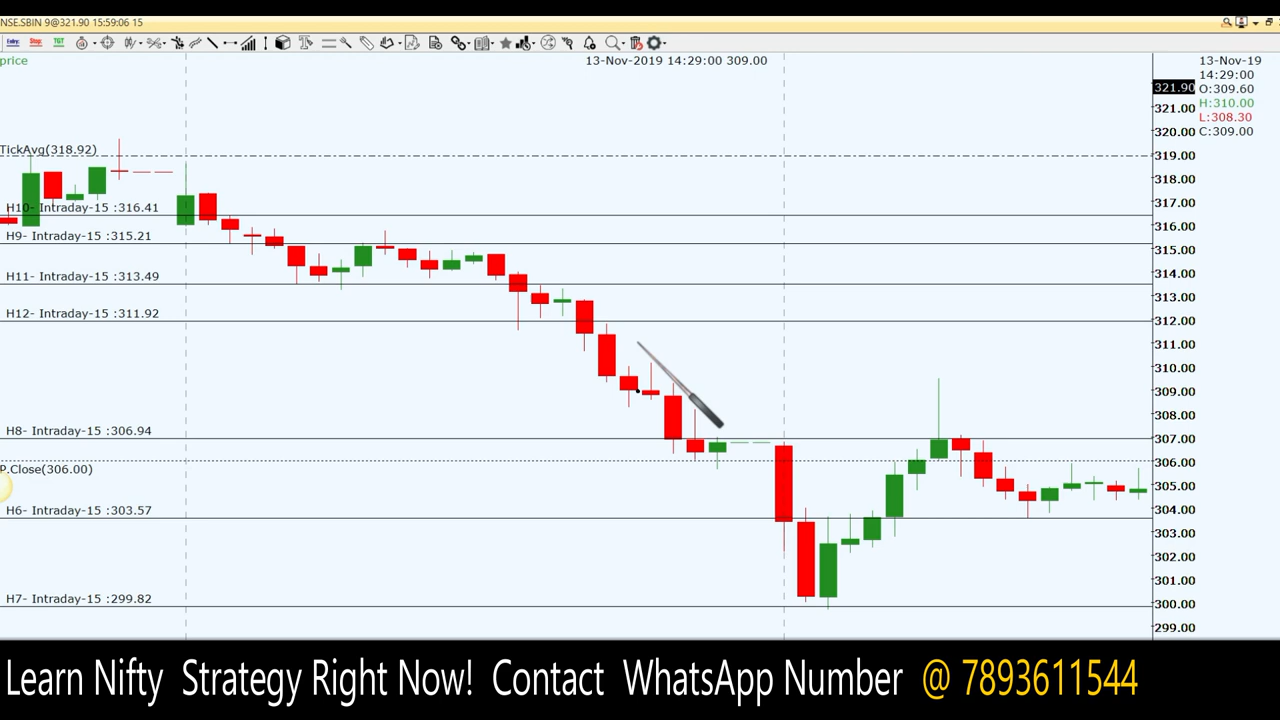 NSE.SBIN 9@321.90 15:59:06 15
price
13-Nov-2019 14:29:00 309.00
13-Nov-19
14:29:00
O:309.60
H:310.00
L:308.30
C:309.00
321.90
321.00
320.00
319.00
318.00
317.00
316.00
315.00
314.00
313.00
312.00
311.00
310.00
309.00
308.00
307.00
306.00
305.00
304.00
303.00
302.00
301.00
300.00
299.00
TickAvg(318.92)
H10- Intraday-15 :316.41
H9- Intraday-15 :315.21
H11- Intraday-15 :313.49
H12- Intraday-15 :311.92
H8- Intraday-15 :306.94
P.Close(306.00)
H6- Intraday-15 :303.57
H7- Intraday-15 :299.82
Learn Nifty Strategy Right Now! Contact WhatsApp Number @ 7893611544